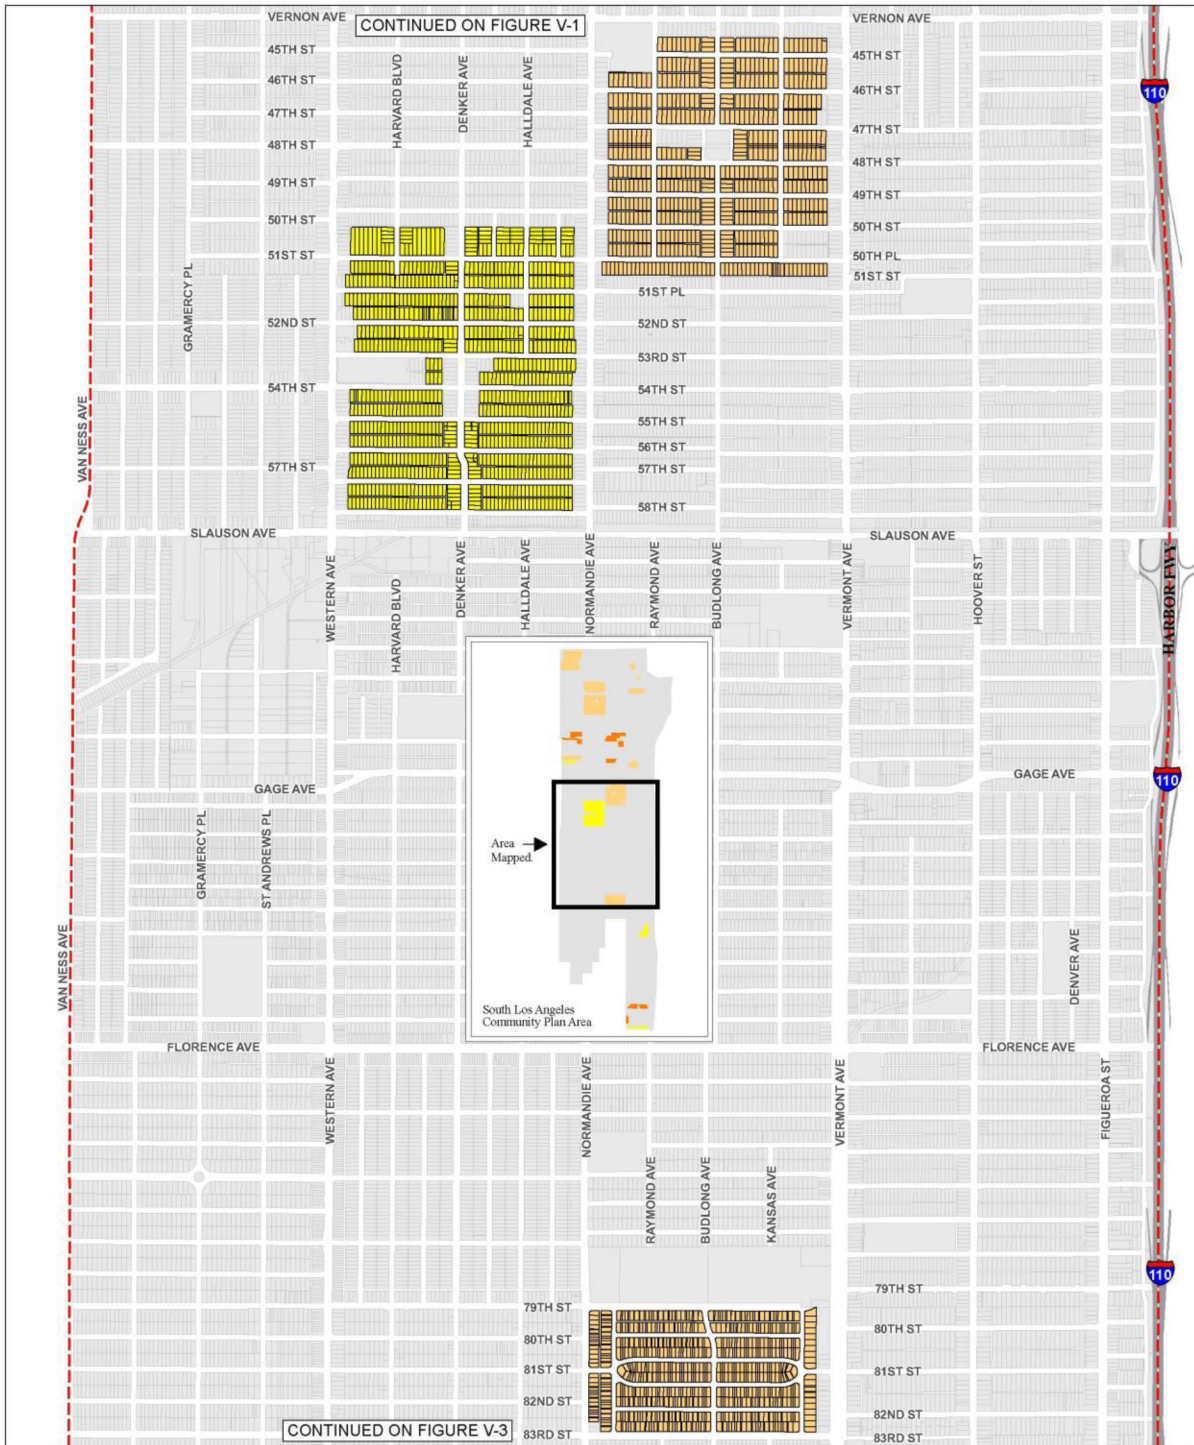 VERNON AVE
CONTINUED ON FIGURE V-1
VERNON AVE
45TH ST
45TH ST
46TH ST
46TH ST
47TH ST
47TH ST
48TH ST
48TH ST
49TH ST
49TH ST
50TH ST
50TH ST
51ST ST
50TH PL
51ST ST
HARVARD BLVD
DENKER AVE
HALLDALE AVE
110
GRAMERCY PL
51ST PL
52ND ST
52ND ST
53RD ST
54TH ST
54TH ST
55TH ST
56TH ST
57TH ST
57TH ST
58TH ST
VAN NESS AVE
SLAUSON AVE
SLAUSON AVE
WESTERN AVE
HARVARD BLVD
DENKER AVE
HALLDALE AVE
NORMANDIE AVE
RAYMOND AVE
BUDLONG AVE
VERMONT AVE
HOOVER ST
HARBOR FWY
GAGE AVE
GAGE AVE
110
GRAMERCY PL
ST ANDREWS PL
Area
Mapped.
South Los Angeles
Community Plan Area
VAN NESS AVE
DENVER AVE
FLORENCE AVE
FLORENCE AVE
WESTERN AVE
NORMANDIE AVE
VERMONT AVE
FIGUEROA ST
RAYMOND AVE
BUDLONG AVE
KANSAS AVE
110
79TH ST
79TH ST
80TH ST
80TH ST
81ST ST
81ST ST
82ND ST
82ND ST
CONTINUED ON FIGURE V-3
83RD ST
83RD ST